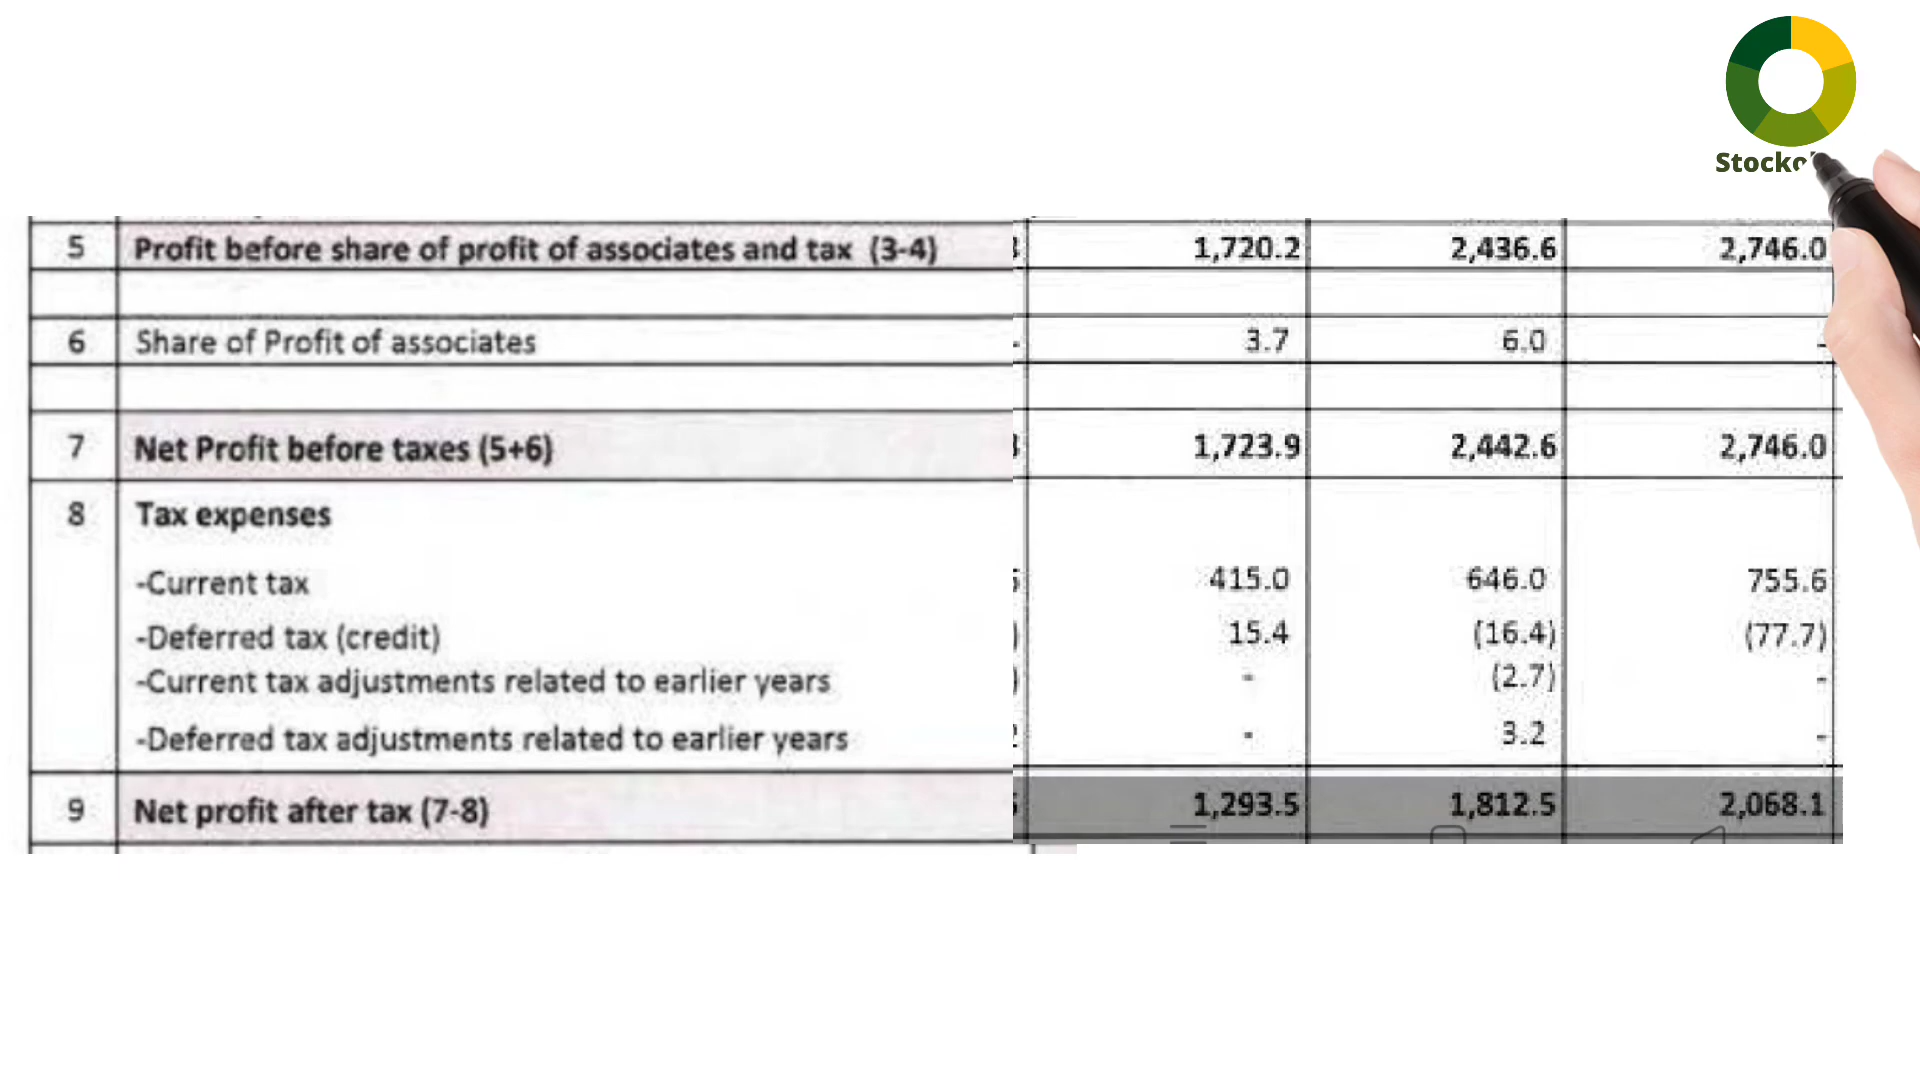 Stocko
5 Profit before share of profit of associates and tax (3-4) 1,720.2 2,436.6 2,746.0
6 Share of Profit of associates - 3.7 6.0 -
7 Net Profit before taxes (5+6) 1,723.9 2,442.6 2,746.0
8 Tax expenses
-Current tax 415.0 646.0 755.6
-Deferred tax (credit) ) 15.4 (16.4) (77.7)
-Current tax adjustments related to earlier years ) - (2.7) -
-Deferred tax adjustments related to earlier years - 3.2 -
9 Net profit after tax (7-8) 1,293.5 1,812.5 2,068.1